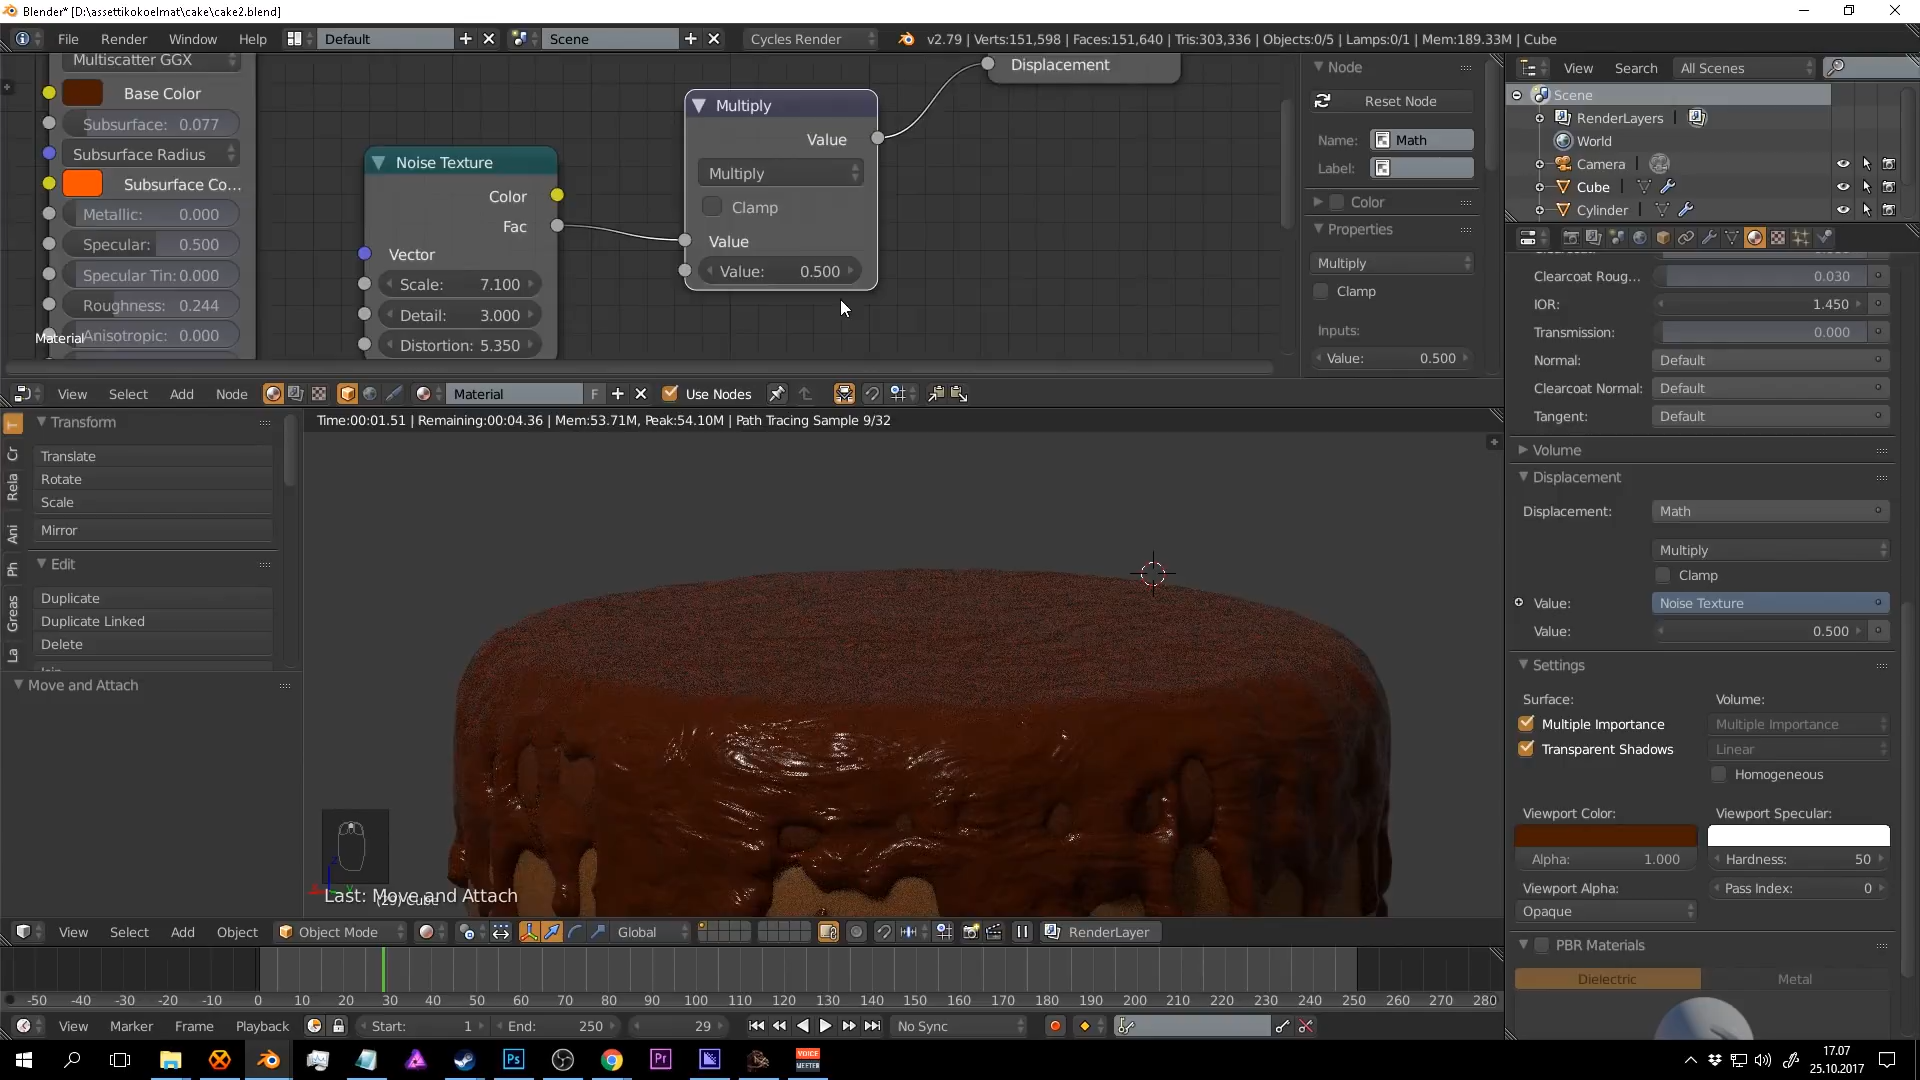 Blender* [D:\assettikokoelmat\cake\cake2.blend]
File Render Window Help Default Scene Cycles Render v2.79 | Verts:151,598 | Faces:151,640 | Tris:303,336 | Objects:0/5 | Lamps:0/1 | Mem:189.33M | Cube
Multiscatter GGX
Base Color
Subsurface: 0.077
Subsurface Radius
Subsurface Co...
Metallic: 0.000
Specular: 0.500
Specular Tin: 0.000
Roughness: 0.244
Anisotropic: 0.000
Material
Noise Texture
Color
Fac
Vector
Scale: 7.100
Detail: 3.000
Distortion: 5.350
Multiply
Value
Multiply
Clamp
Value
Value: 0.500
Displacement
Node
Reset Node
Name: Math
Label:
Color
Properties
Multiply
Clamp
Inputs:
Value: 0.500
View Search All Scenes
Scene
RenderLayers
World
Camera
Cube
Cylinder
View Select Add Node Material F Use Nodes
Time:00:01.51 | Remaining:00:04.36 | Mem:53.71M, Peak:54.10M | Path Tracing Sample 9/32
T
Cr
Rela
Ani
Ph
Greas
La
Transform
Translate
Rotate
Scale
Mirror
Edit
Duplicate
Duplicate Linked
Delete
Move and Attach
Last: Move and Attach
(29) Cube
Clearcoat Roug... 0.030
IOR: 1.450
Transmission: 0.000
Normal: Default
Clearcoat Normal: Default
Tangent: Default
Volume
Displacement
Displacement: Math
Multiply
Clamp
Value: Noise Texture
Value: 0.500
Settings
Surface: Volume:
Multiple Importance Multiple Importance
Transparent Shadows Linear
Homogeneous
Viewport Color: Viewport Specular:
Alpha: 1.000 Hardness: 50
Viewport Alpha: Pass Index: 0
Opaque
PBR Materials
Dielectric Metal
View Select Add Object Object Mode Global RenderLayer
-50 -40 -30 -20 -10 0 10 20 30 40 50 60 70 80 90 100 110 120 130 140 150 160 170 180 190 200 210 220 230 240 250 260 270 280
View Marker Frame Playback Start: 1 End: 250 29 No Sync
Ps Pr VOICE MEETER
17.07
25.10.2017